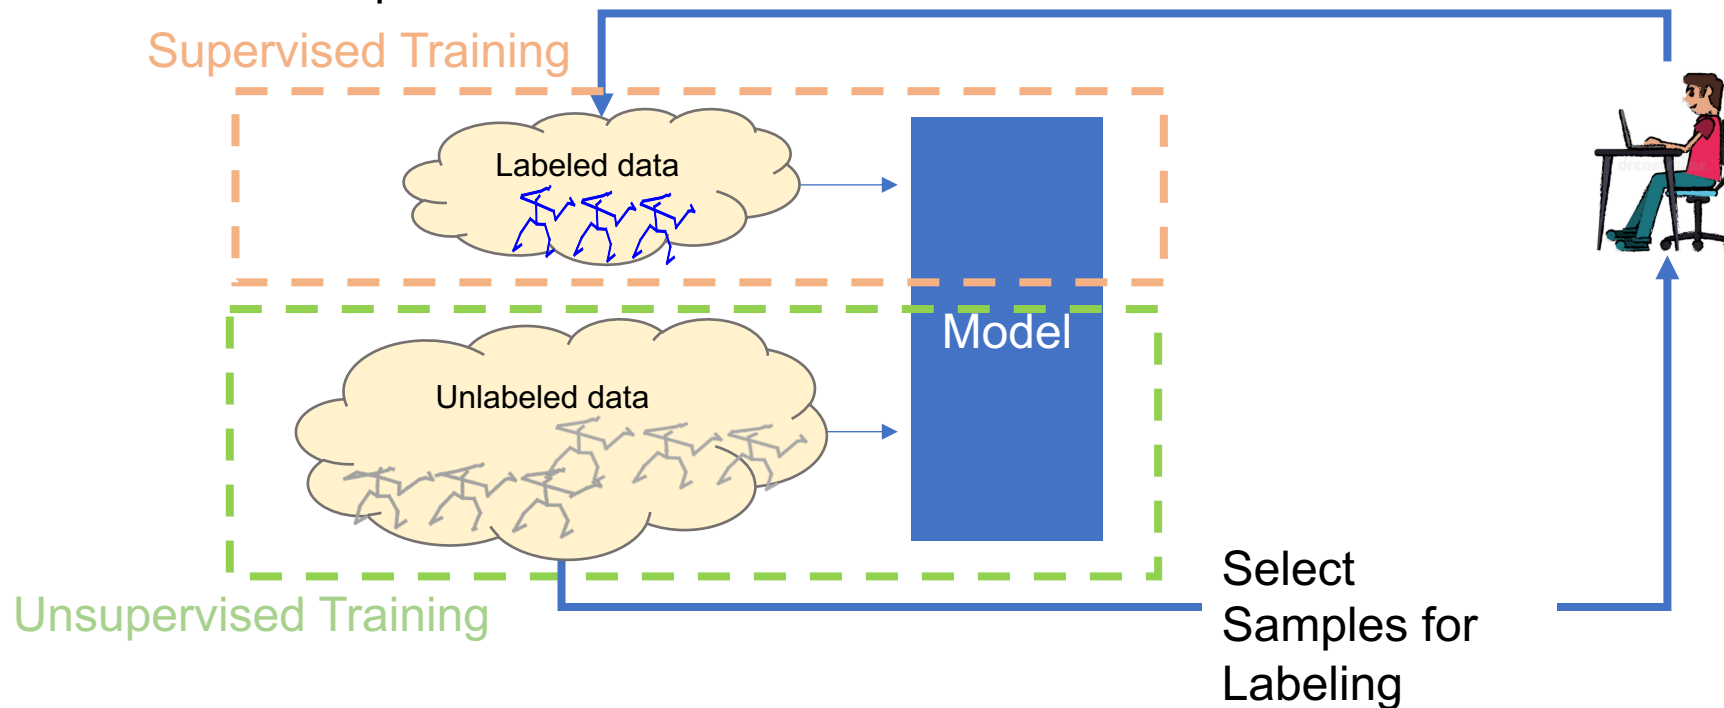 Supervised Training
Labeled data
Model
Unlabeled data
Unsupervised Training
Select
Samples for
Labeling